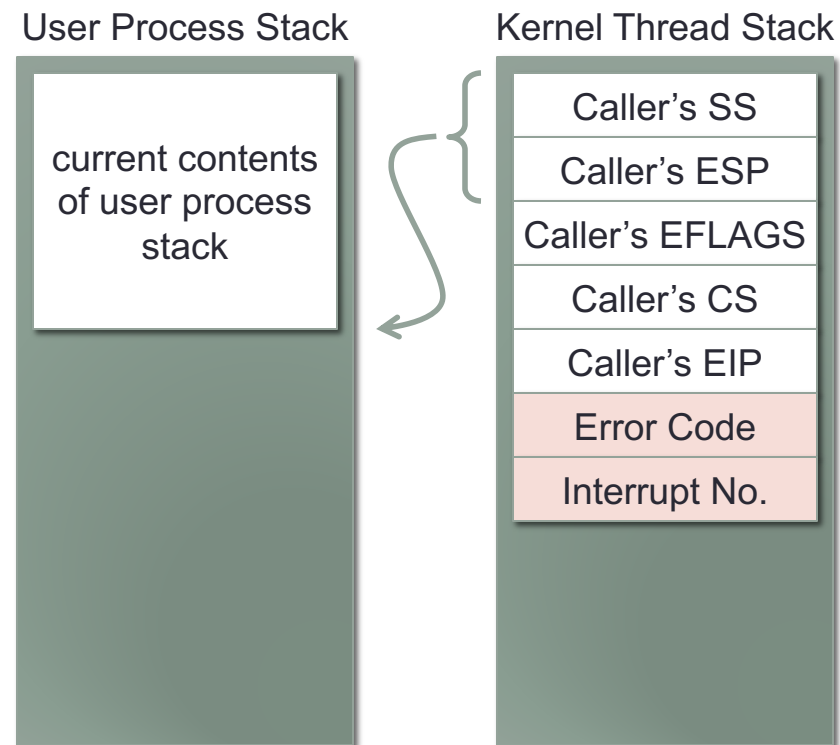 User Process Stack
Kernel Thread Stack
current contents
of user process
stack
Caller's SS
Caller's ESP
Caller's EFLAGS
Caller's CS
Caller's EIP
Error Code
Interrupt No.